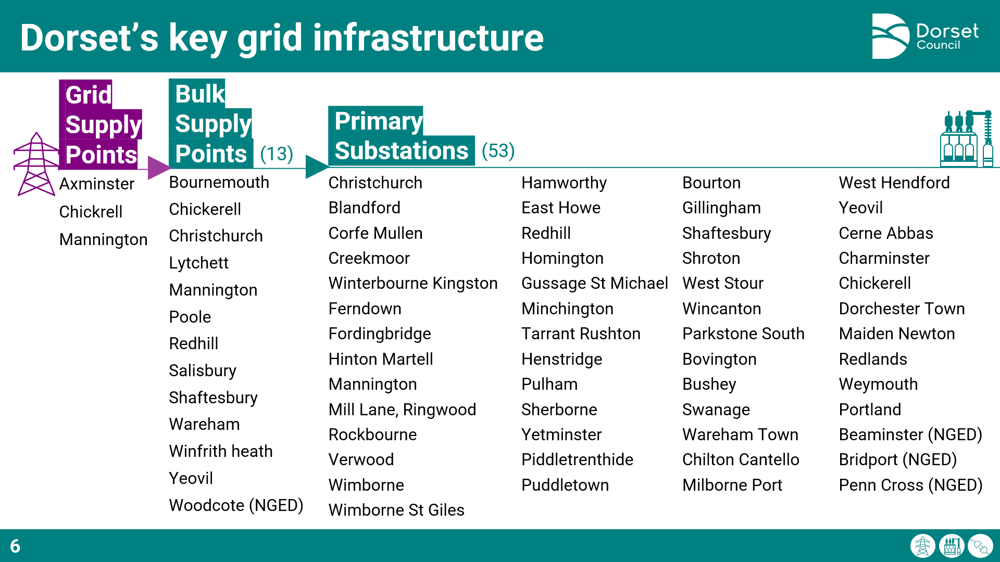 Dorset’s key grid infrastructure
Dorset
Council
Grid
Supply
Points
Axminster
Chickrell
Mannington
Bulk
Supply
Points (13)
Bournemouth
Chickerell
Christchurch
Lytchett
Mannington
Poole
Redhill
Salisbury
Shaftesbury
Wareham
Winfrith heath
Yeovil
Woodcote (NGED)
Primary
Substations (53)
Christchurch
Blandford
Corfe Mullen
Creekmoor
Winterbourne Kingston
Ferndown
Fordingbridge
Hinton Martell
Mannington
Mill Lane, Ringwood
Rockbourne
Verwood
Wimborne
Wimborne St Giles
Hamworthy
East Howe
Redhill
Homington
Gussage St Michael
Minchington
Tarrant Rushton
Henstridge
Pulham
Sherborne
Yetminster
Piddletrenthide
Puddletown
Bourton
Gillingham
Shaftesbury
Shroton
West Stour
Wincanton
Parkstone South
Bovington
Bushey
Swanage
Wareham Town
Chilton Cantello
Milborne Port
West Hendford
Yeovil
Cerne Abbas
Charminster
Chickerell
Dorchester Town
Maiden Newton
Redlands
Weymouth
Portland
Beaminster (NGED)
Bridport (NGED)
Penn Cross (NGED)
6